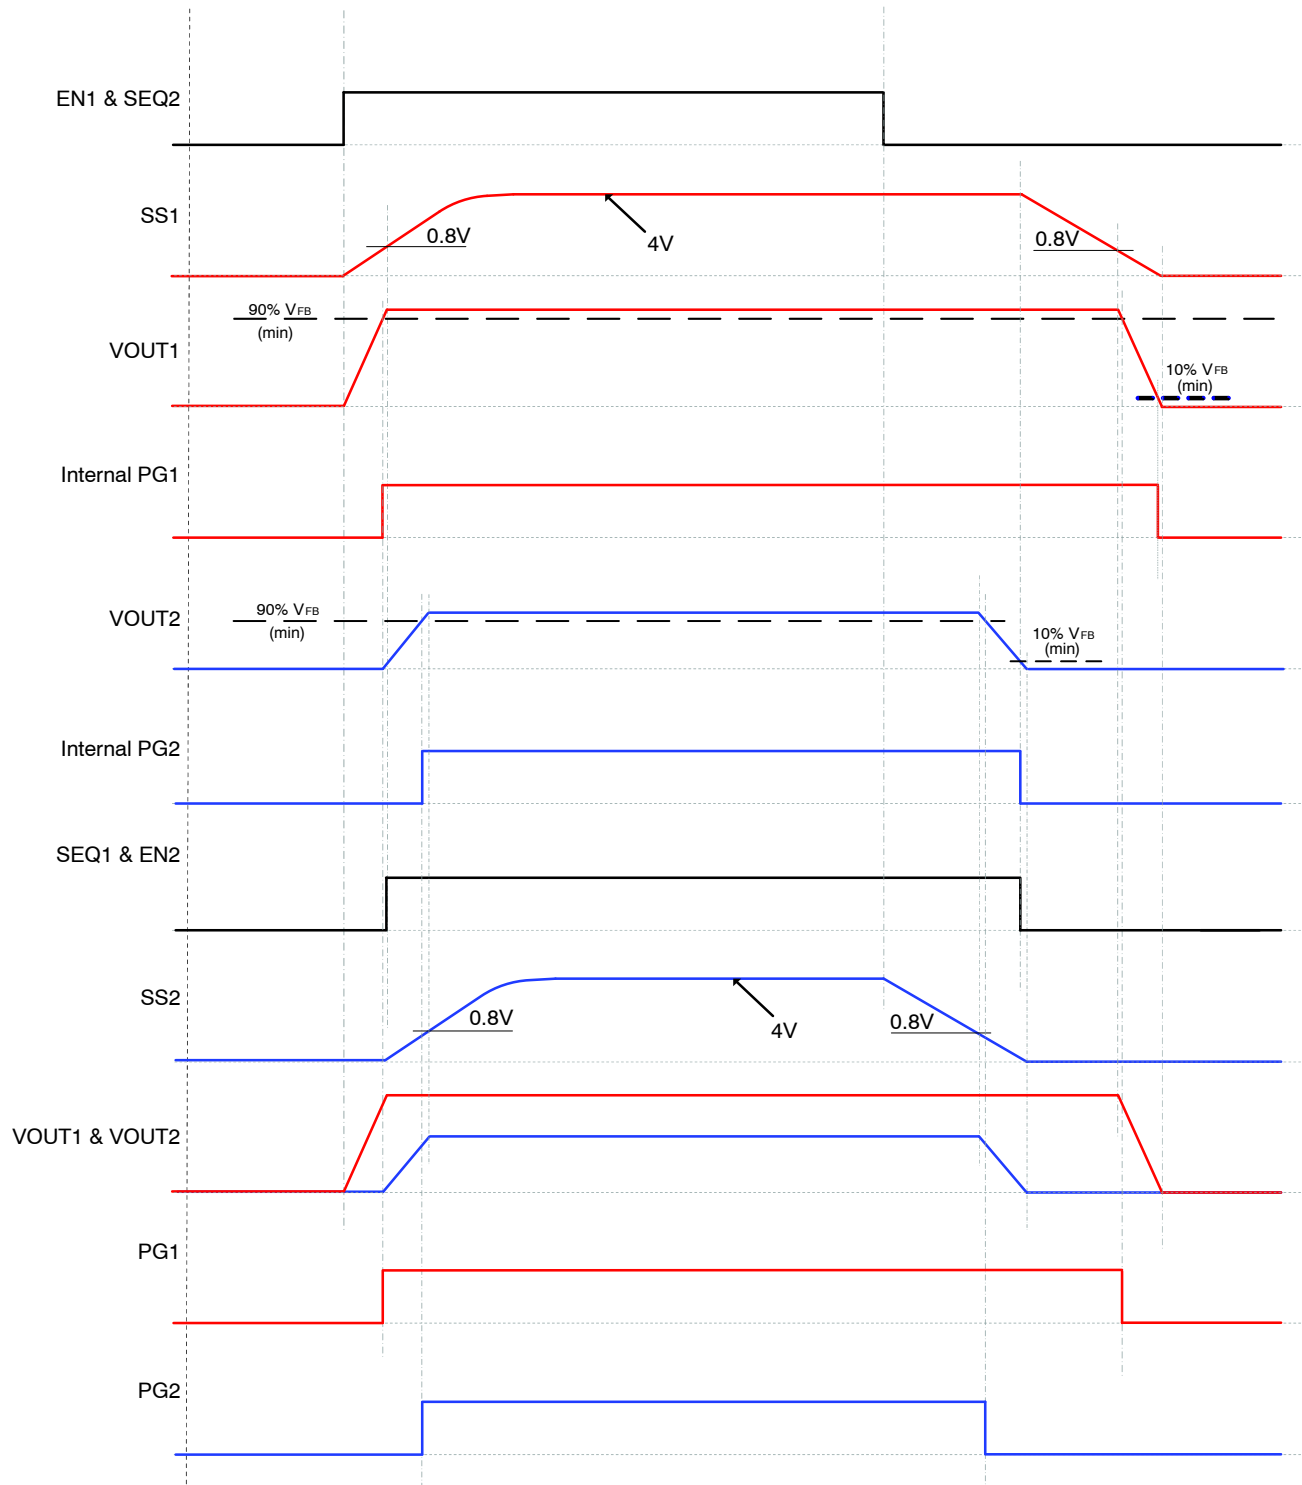 EN1 & SEQ2
SS1
0.8V
4V
0.8V
90% VFB
(min)
VOUT1
10% VFB
(min)
Internal PG1
90% VFB
(min)
VOUT2
10% VFB
(min)
Internal PG2
SEQ1 & EN2
SS2
0.8V
4V
0.8V
VOUT1 & VOUT2
PG1
PG2